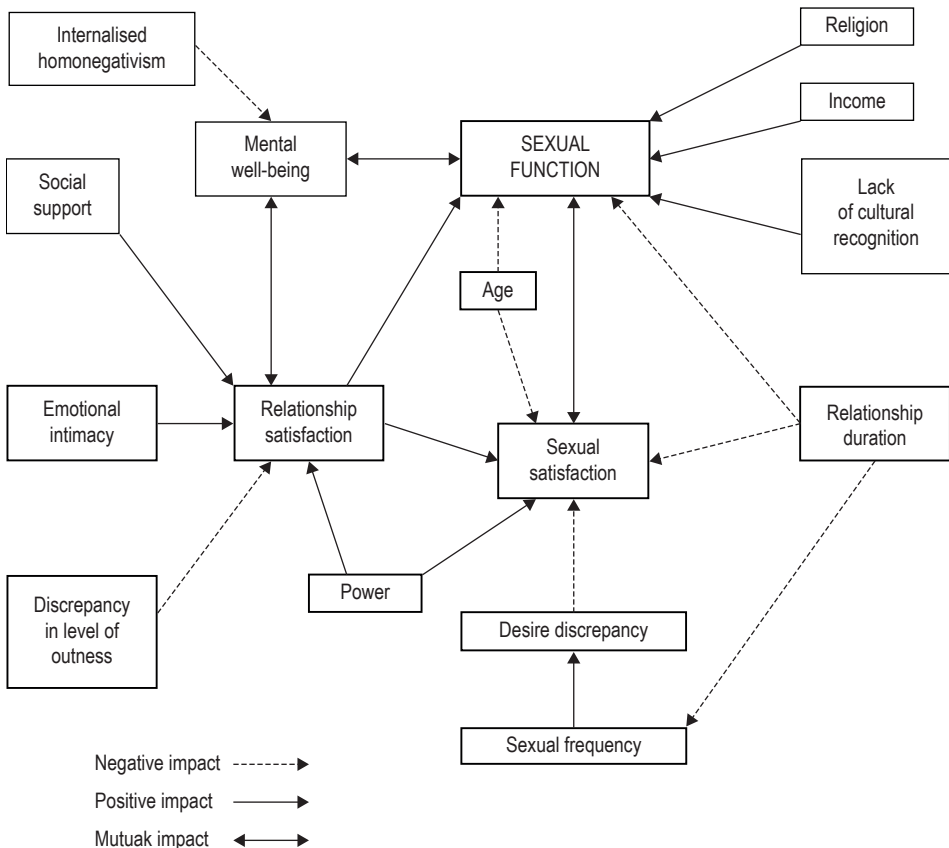 Internalised
homonegativism
Religion
Income
Mental
well-being
SEXUAL
FUNCTION
Social
support
Lack
of cultural
recognition
Age
Emotional
intimacy
Relationship
satisfaction
Sexual
satisfaction
Relationship
duration
Power
Discrepancy
in level of
outness
Desire discrepancy
Sexual frequency
Negative impact
Positive impact
Mutuak impact